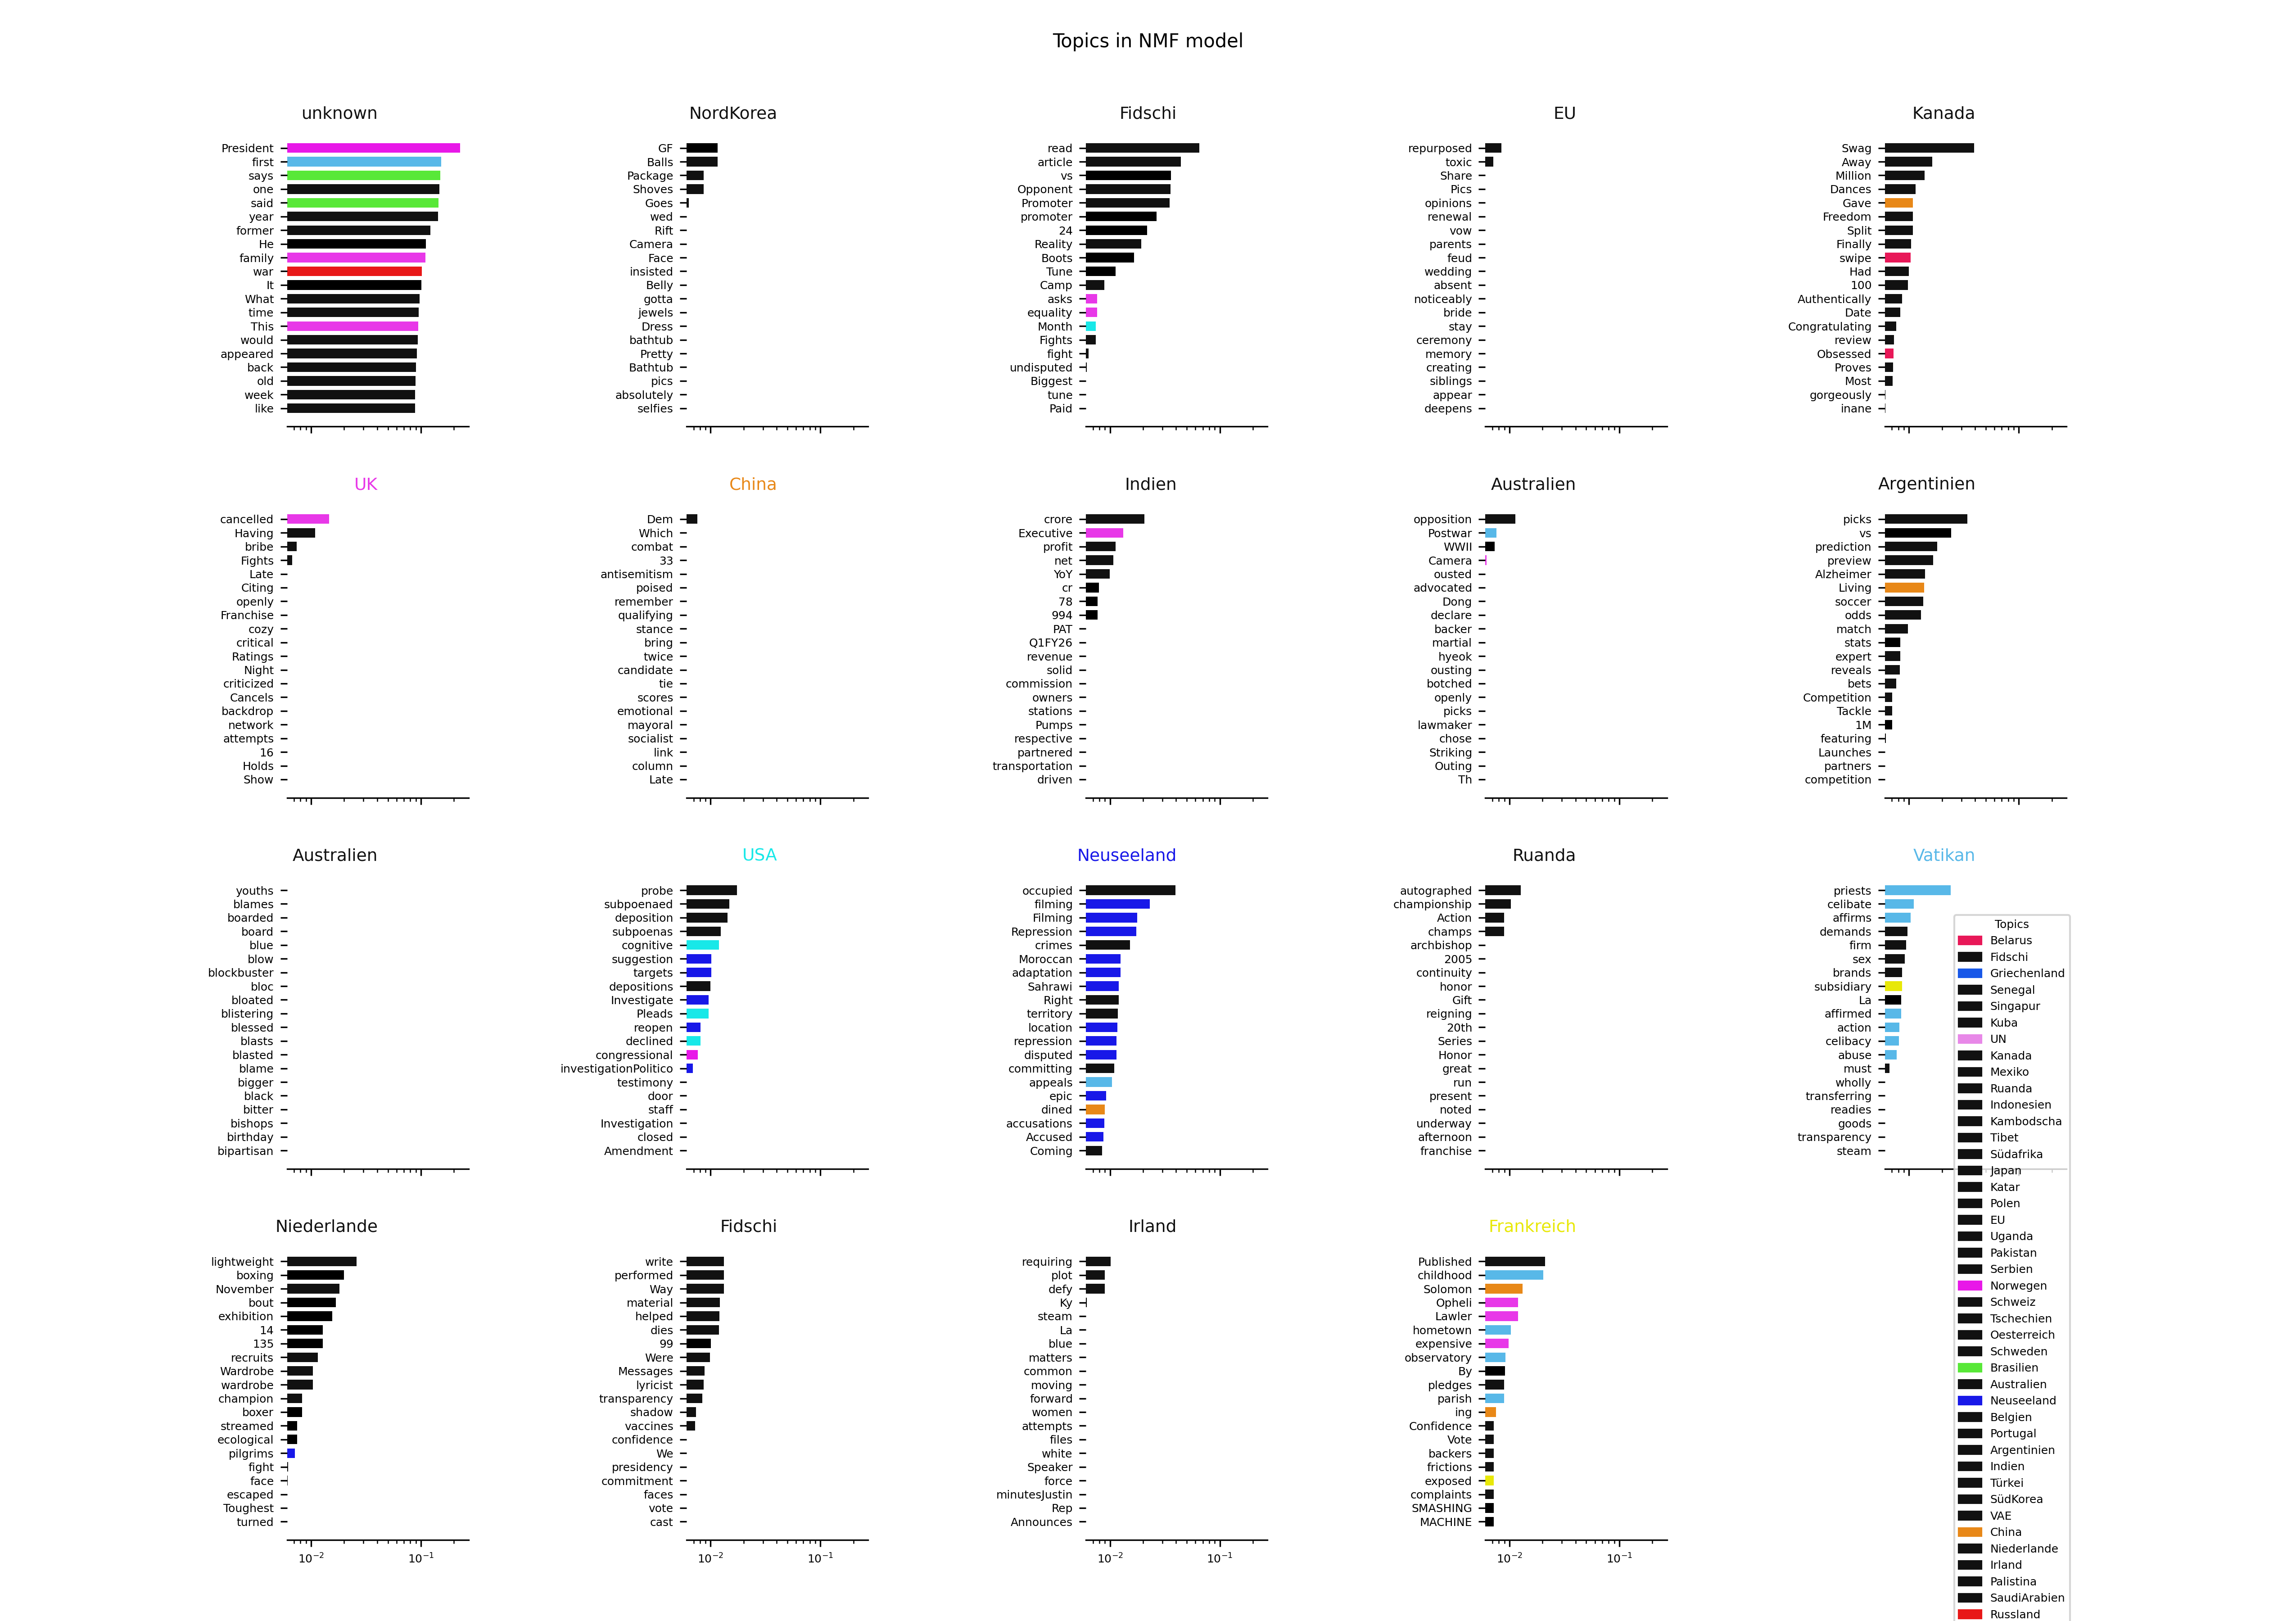 Topics in NMF model
unknown
President
first
says
one
said
year
former
He
family
war
It
What
time
This
would
appeared
back
old
week
like
NordKorea
GF
Balls
Package
Shoves
Goes
wed
Rift
Camera
Face
insisted
Belly
gotta
jewels
Dress
bathtub
Pretty
Bathtub
pics
absolutely
selfies
Fidschi
read
article
vs
Opponent
Promoter
promoter
24
Reality
Boots
Tune
Camp
asks
equality
Month
Fights
fight
undisputed
Biggest
tune
Paid
EU
repurposed
toxic
Share
Pics
opinions
renewal
vow
parents
feud
wedding
absent
noticeably
bride
stay
ceremony
memory
creating
siblings
appear
deepens
Kanada
Swag
Away
Million
Dances
Gave
Freedom
Split
Finally
swipe
Had
100
Authentically
Date
Congratulating
review
Obsessed
Proves
Most
gorgeously
inane
UK
cancelled
Having
bribe
Fights
Late
Citing
openly
Franchise
cozy
critical
Ratings
Night
criticized
Cancels
backdrop
network
attempts
16
Holds
Show
China
Dem
Which
combat
33
antisemitism
poised
remember
qualifying
stance
bring
twice
candidate
tie
scores
emotional
mayoral
socialist
link
column
Late
Indien
crore
Executive
profit
net
YoY
cr
78
994
PAT
Q1FY26
revenue
solid
commission
owners
stations
Pumps
respective
partnered
transportation
driven
Australien
opposition
Postwar
WWII
Camera
ousted
advocated
Dong
declare
backer
martial
hyeok
ousting
botched
openly
picks
lawmaker
chose
Striking
Outing
Th
Argentinien
picks
vs
prediction
preview
Alzheimer
Living
soccer
odds
match
stats
expert
reveals
bets
Competition
Tackle
1M
featuring
Launches
partners
competition
Australien
youths
blames
boarded
board
blue
blow
blockbuster
bloc
bloated
blistering
blessed
blasts
blasted
blame
bigger
black
bitter
bishops
birthday
bipartisan
USA
probe
subpoenaed
deposition
subpoenas
cognitive
suggestion
targets
depositions
Investigate
Pleads
reopen
declined
congressional
investigationPolitico
testimony
door
staff
Investigation
closed
Amendment
Neuseeland
occupied
filming
Filming
Repression
crimes
Moroccan
adaptation
Sahrawi
Right
territory
location
repression
disputed
committing
appeals
epic
dined
accusations
Accused
Coming
Ruanda
autographed
championship
Action
champs
archbishop
2005
continuity
honor
Gift
reigning
20th
Series
Honor
great
run
present
noted
underway
afternoon
franchise
Vatikan
priests
celibate
affirms
demands
firm
sex
brands
subsidiary
La
affirmed
action
celibacy
abuse
must
wholly
transferring
readies
goods
transparency
steam
Niederlande
lightweight
boxing
November
bout
exhibition
14
135
recruits
Wardrobe
wardrobe
champion
boxer
streamed
ecological
pilgrims
fight
face
escaped
Toughest
turned
10⁻² 10⁻¹
Fidschi
write
performed
Way
material
helped
dies
99
Were
Messages
lyricist
transparency
shadow
vaccines
confidence
We
presidency
commitment
faces
vote
cast
10⁻² 10⁻¹
Irland
requiring
plot
defy
Ky
steam
La
blue
matters
common
moving
forward
women
attempts
files
white
Speaker
force
minutesJustin
Rep
Announces
10⁻² 10⁻¹
Frankreich
Published
childhood
Solomon
Opheli
Lawler
hometown
expensive
observatory
By
pledges
parish
ing
Confidence
Vote
backers
frictions
exposed
complaints
SMASHING
MACHINE
10⁻² 10⁻¹
Topics
Belarus
Fidschi
Griechenland
Senegal
Singapur
Kuba
UN
Kanada
Mexiko
Ruanda
Indonesien
Kambodscha
Tibet
Südafrika
Japan
Katar
Polen
EU
Uganda
Pakistan
Serbien
Norwegen
Schweiz
Tschechien
Oesterreich
Schweden
Brasilien
Australien
Neuseeland
Belgien
Portugal
Argentinien
Indien
Türkei
SüdKorea
VAE
China
Niederlande
Irland
Palistina
SaudiArabien
Russland